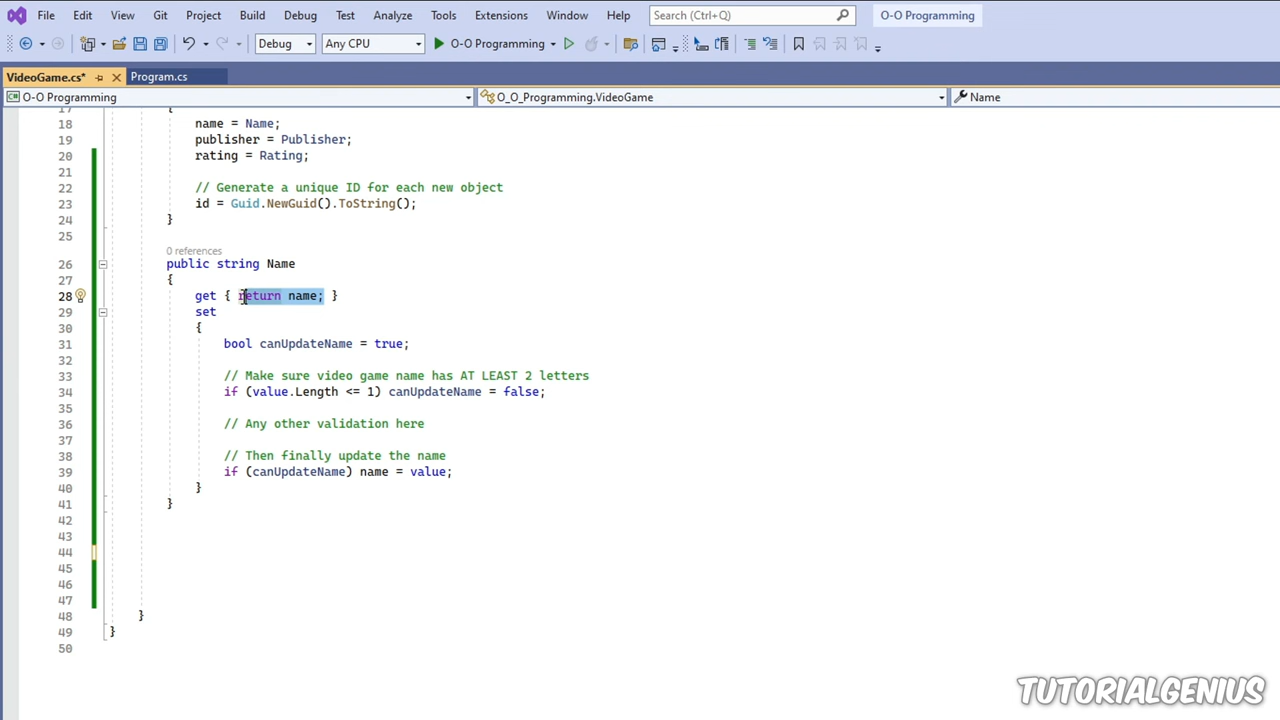 File Edit View Git Project Build Debug Test Analyze Tools Extensions Window Help Search (Ctrl+Q) O-O Programming
Debug Any CPU O-O Programming
VideoGame.cs* Program.cs
O-O Programming O_O_Programming.VideoGame Name
17 {
18 name = Name;
19 publisher = Publisher;
20 rating = Rating;
21
22 // Generate a unique ID for each new object
23 id = Guid.NewGuid().ToString();
24 }
25
0 references
26 public string Name
27 {
28 get { return name; }
29 set
30 {
31 bool canUpdateName = true;
32
33 // Make sure video game name has AT LEAST 2 letters
34 if (value.Length <= 1) canUpdateName = false;
35
36 // Any other validation here
37
38 // Then finally update the name
39 if (canUpdateName) name = value;
40 }
41 }
42
43
44
45
46
47
48 }
49 }
50
TUTORIALGENIUS